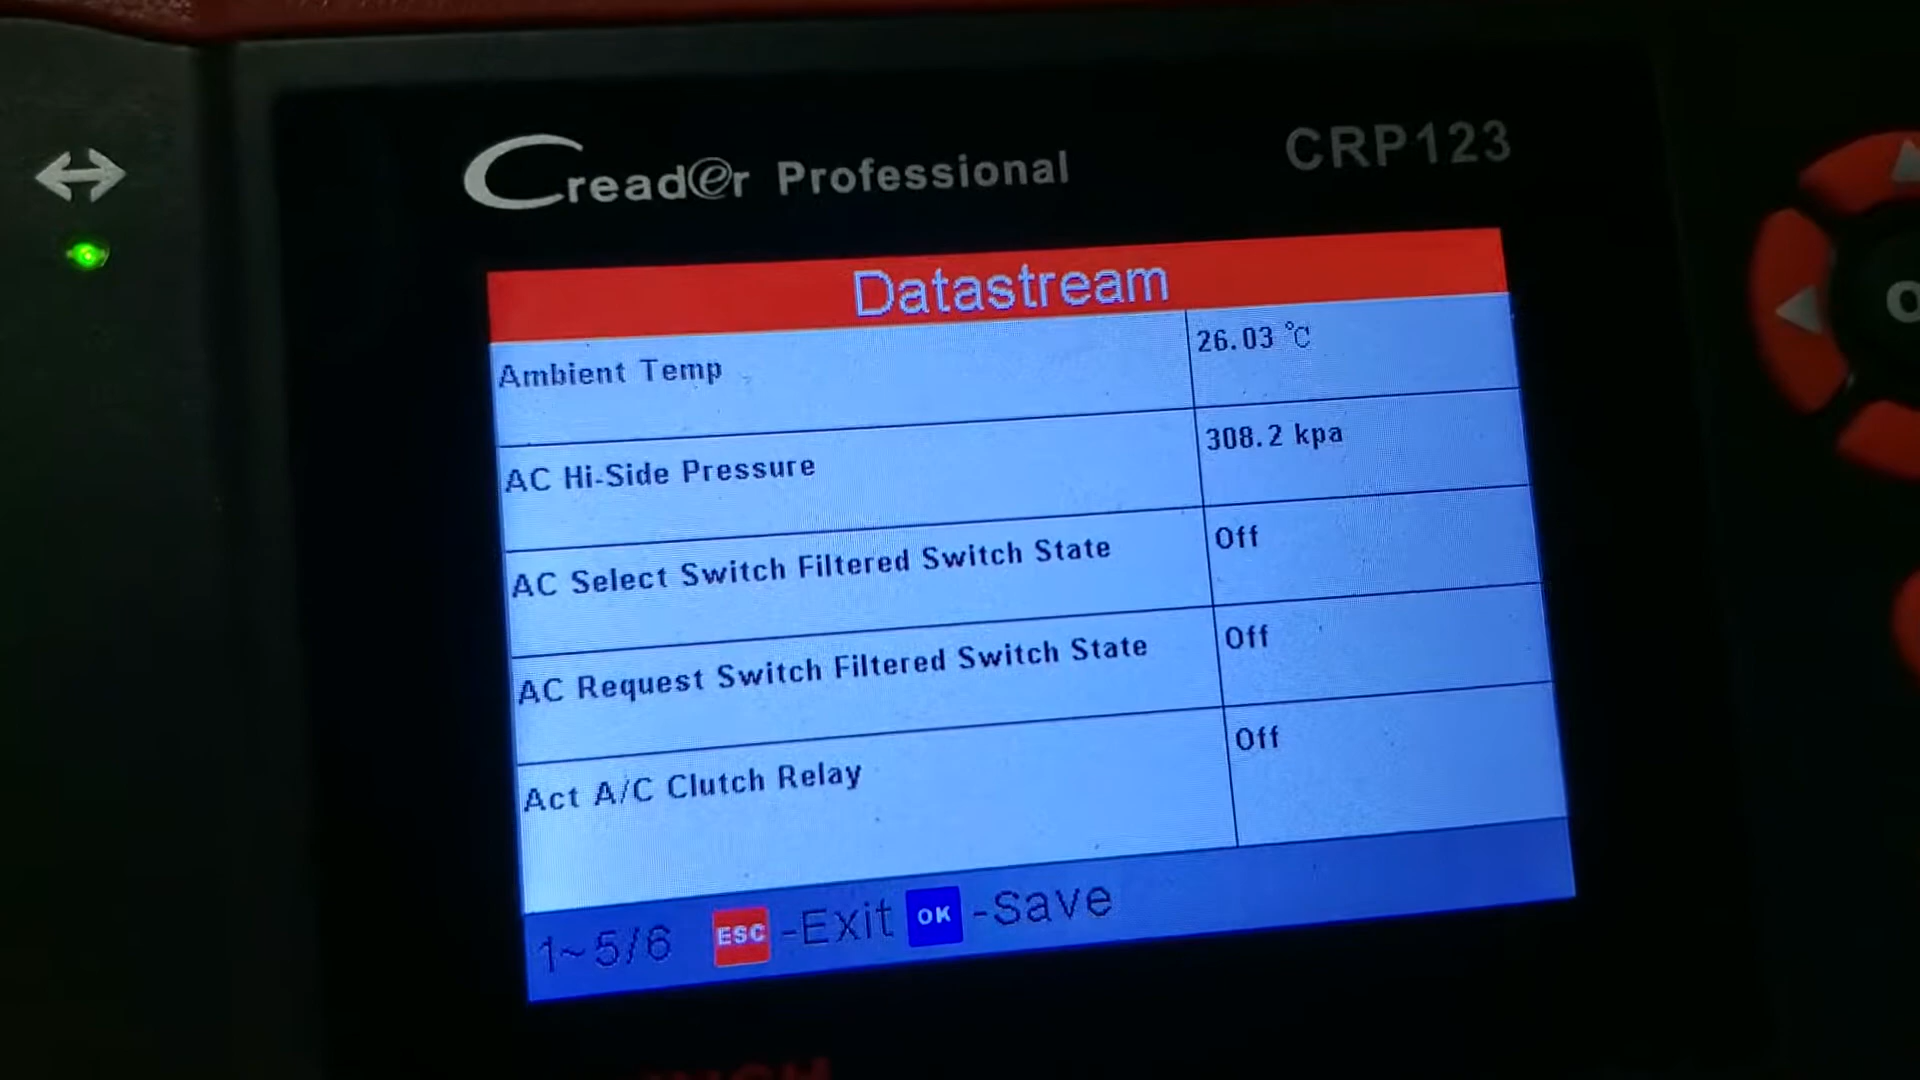 Cread@r Professional CRP123
Datastream
Ambient Temp 26.03 ℃
AC Hi-Side Pressure 308.2 kpa
AC Select Switch Filtered Switch State Off
AC Request Switch Filtered Switch State Off
Act A/C Clutch Relay Off
1~5/6 ESC -Exit OK -Save